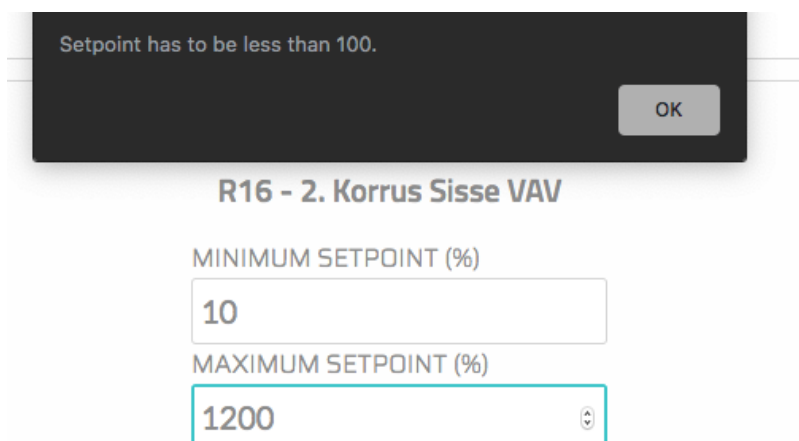 Setpoint has to be less than 100.
OK
R16 - 2. Korrus Sisse VAV
MINIMUM SETPOINT (%)
10
MAXIMUM SETPOINT (%)
1200